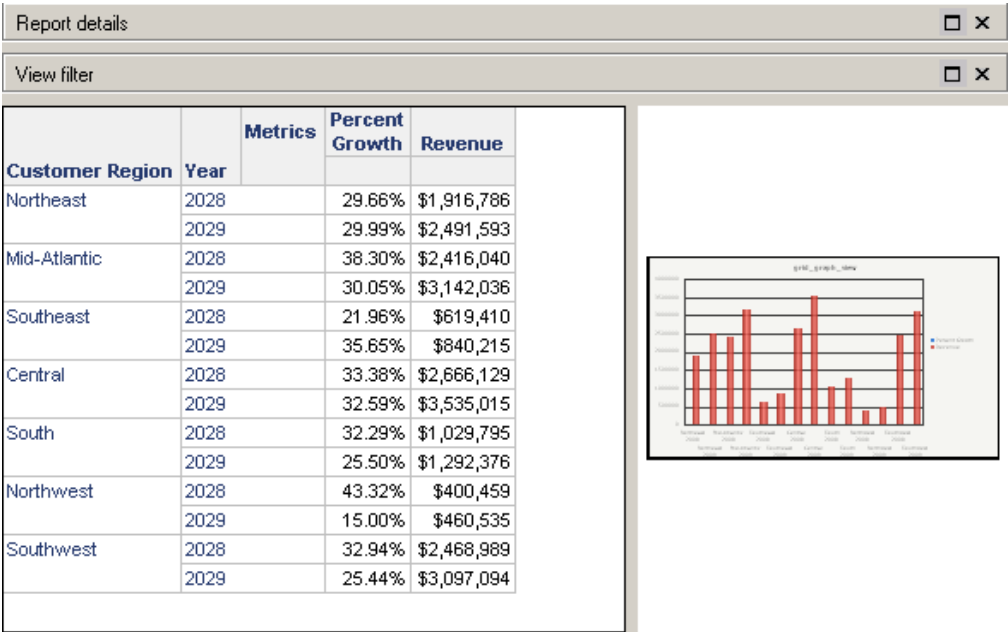 Report details
View filter
Customer Region Year Metrics Percent Growth Revenue
Northeast 2028 29.66% $1,916,786
2029 29.99% $2,491,593
Mid-Atlantic 2028 38.30% $2,416,040
2029 30.05% $3,142,036
Southeast 2028 21.96% $619,410
2029 35.65% $840,215
Central 2028 33.38% $2,666,129
2029 32.59% $3,535,015
South 2028 32.29% $1,029,795
2029 25.50% $1,292,376
Northwest 2028 43.32% $400,459
2029 15.00% $460,535
Southwest 2028 32.94% $2,468,989
2029 25.44% $3,097,094
grid_graph_view